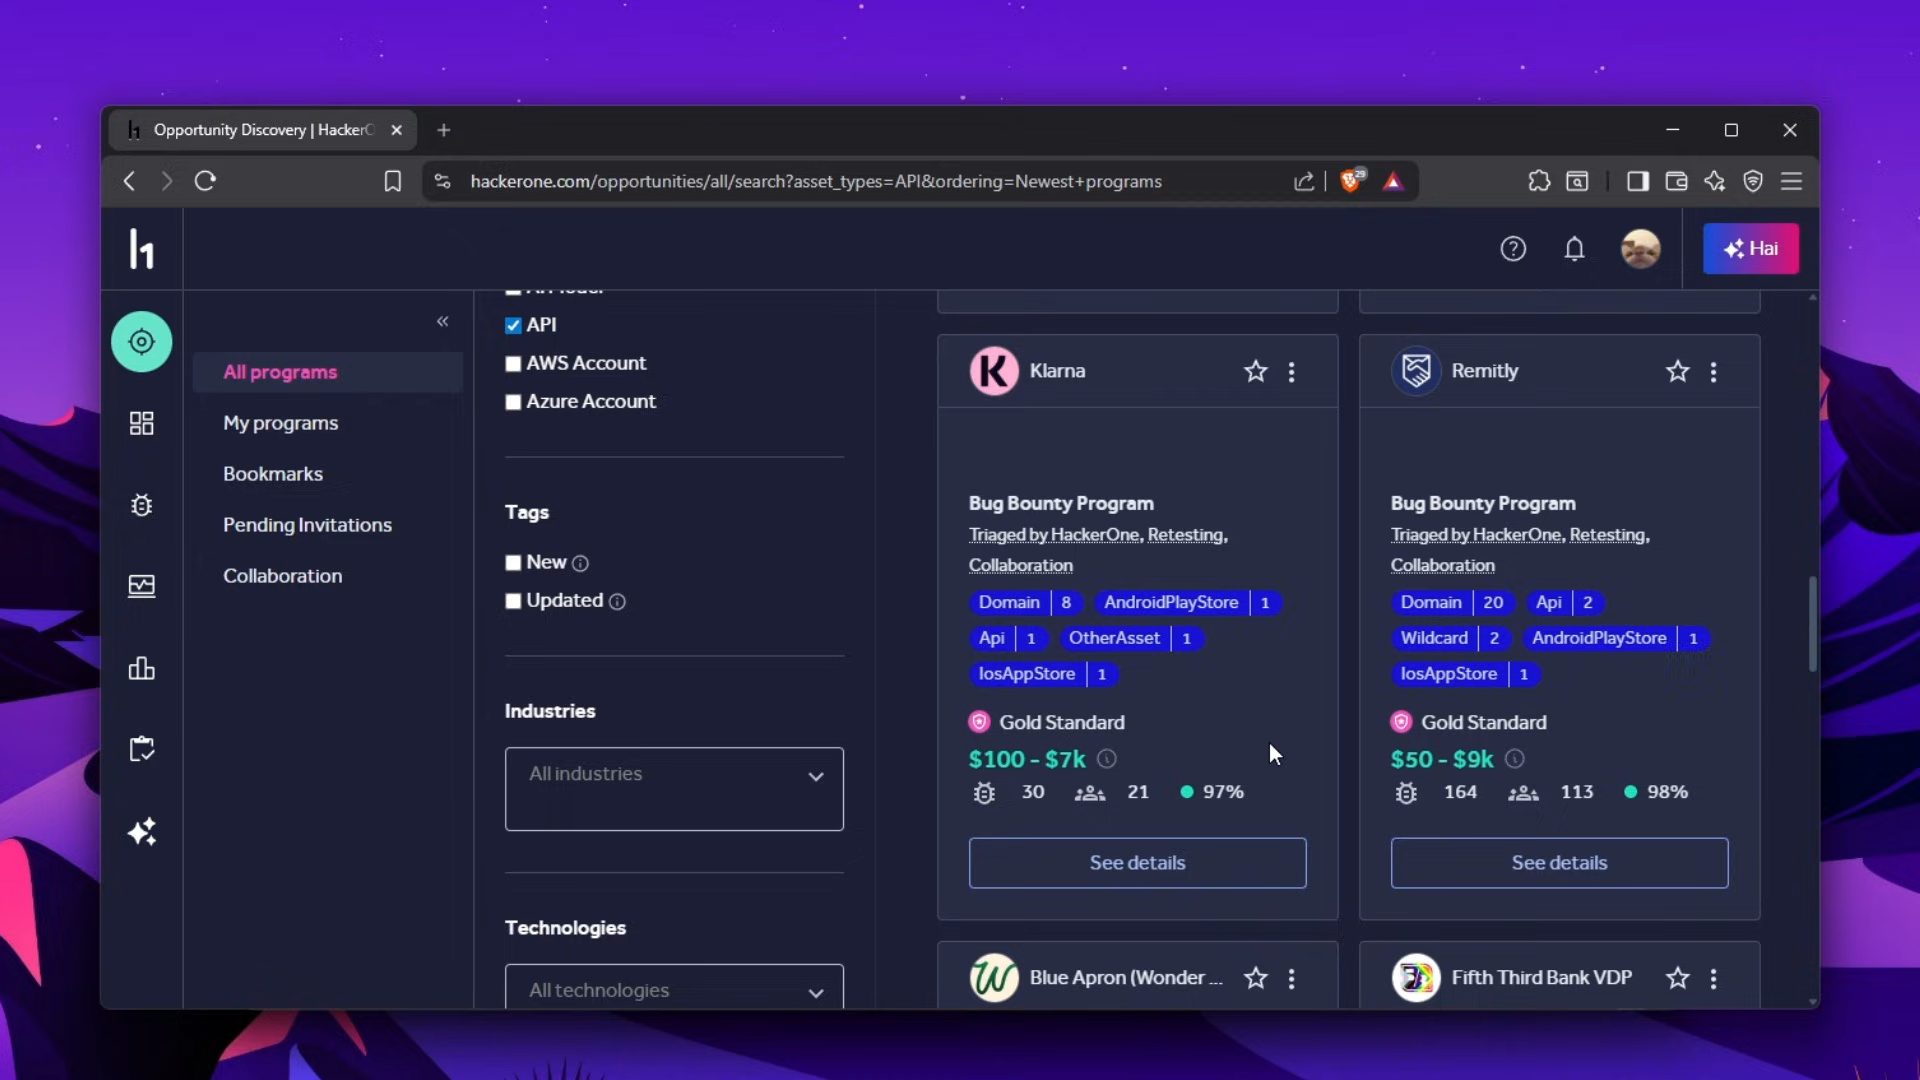 Opportunity Discovery | HackerO
hackerone.com/opportunities/all/search?asset_types=API&ordering=Newest+programs
29
h1
Hai
All programs
My programs
Bookmarks
Pending Invitations
Collaboration
API
AWS Account
Azure Account
Tags
New
Updated
Industries
All industries
Technologies
All technologies
Klarna
Bug Bounty Program
Triaged by HackerOne, Retesting,
Collaboration
Domain 8 AndroidPlayStore 1
Api 1 OtherAsset 1
IosAppStore 1
Gold Standard
$100 - $7k
30 21 97%
See details
Remitly
Bug Bounty Program
Triaged by HackerOne, Retesting,
Collaboration
Domain 20 Api 2
Wildcard 2 AndroidPlayStore 1
IosAppStore 1
Gold Standard
$50 - $9k
164 113 98%
See details
Blue Apron (Wonder ...
Fifth Third Bank VDP